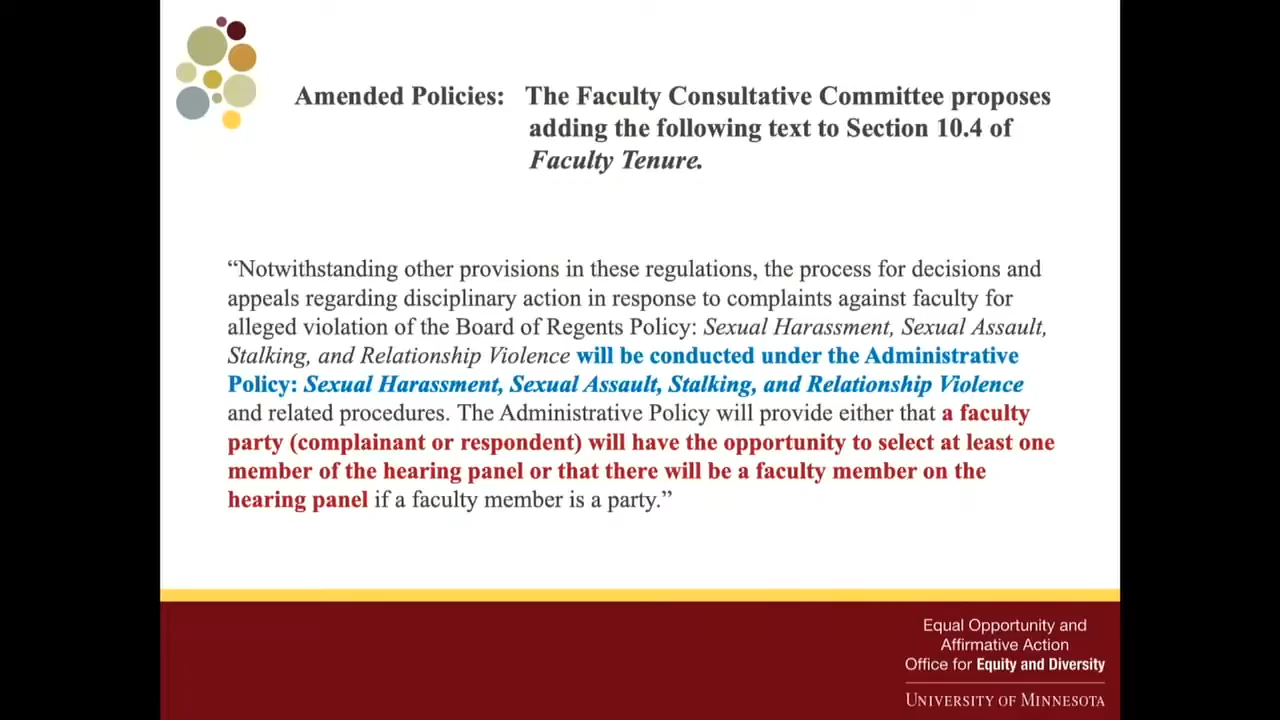 Amended Policies: The Faculty Consultative Committee proposes
adding the following text to Section 10.4 of
Faculty Tenure.
“Notwithstanding other provisions in these regulations, the process for decisions and
appeals regarding disciplinary action in response to complaints against faculty for
alleged violation of the Board of Regents Policy: Sexual Harassment, Sexual Assault,
Stalking, and Relationship Violence will be conducted under the Administrative
Policy: Sexual Harassment, Sexual Assault, Stalking, and Relationship Violence
and related procedures. The Administrative Policy will provide either that a faculty
party (complainant or respondent) will have the opportunity to select at least one
member of the hearing panel or that there will be a faculty member on the
hearing panel if a faculty member is a party.”
Equal Opportunity and
Affirmative Action
Office for Equity and Diversity
UNIVERSITY OF MINNESOTA